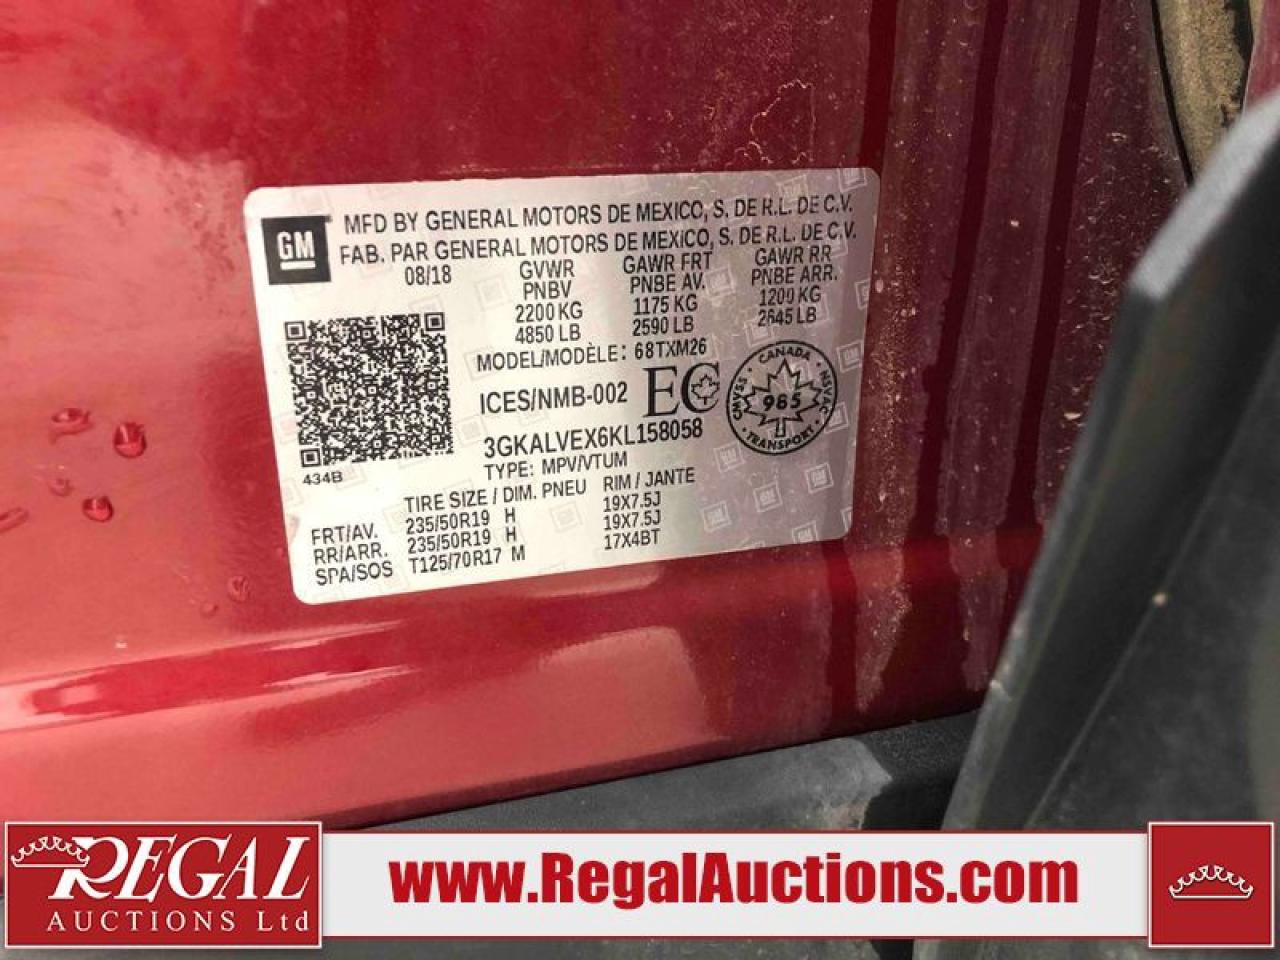 GM
MFD BY GENERAL MOTORS DE MEXICO, S. DE R.L. DE C.V.
FAB. PAR GENERAL MOTORS DE MEXICO, S. DE R.L. DE C.V.
08/18 GVWR GAWR FRT GAWR RR
PNBV PNBE AV. PNBE ARR.
2200 KG 1175 KG 1200 KG
4850 LB 2590 LB 2645 LB
MODEL/MODÈLE: 68TXM26
ICES/NMB-002 EC
CANADA
CMVSS 985 NSVAC
TRANSPORT
3GKALVEX6KL158058
434B TYPE: MPV/VTUM
TIRE SIZE / DIM. PNEU RIM / JANTE
FRT/AV. 235/50R19 H 19X7.5J
RR/ARR. 235/50R19 H 19X7.5J
SPA/SOS T125/70R17 M 17X4BT
REGAL
AUCTIONS Ltd
www.RegalAuctions.com